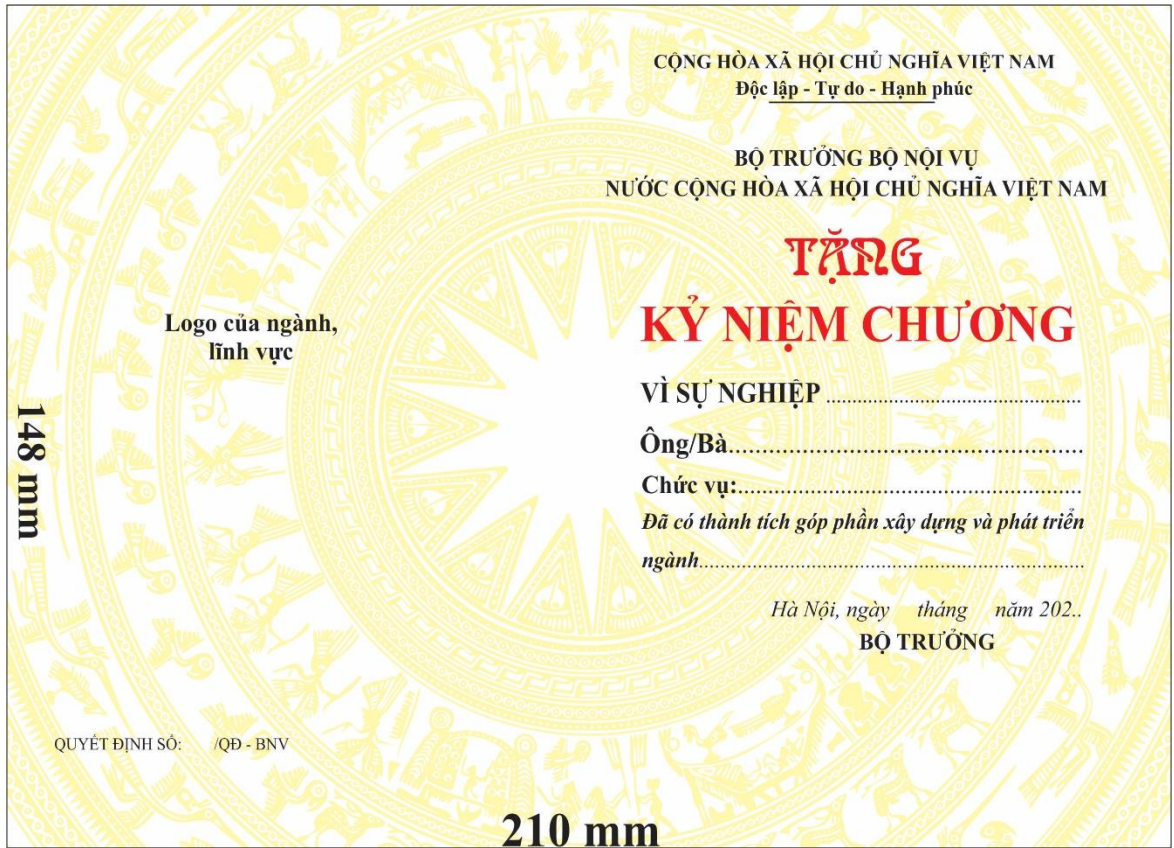 CỘNG HÒA XÃ HỘI CHỦ NGHĨA VIỆT NAM
Độc lập - Tự do - Hạnh phúc
BỘ TRƯỞNG BỘ NỘI VỤ
NƯỚC CỘNG HÒA XÃ HỘI CHỦ NGHĨA VIỆT NAM
TẶNG
KỶ NIỆM CHƯƠNG
Logo của ngành,
lĩnh vực
VÌ SỰ NGHIỆP ...............................................
Ông/Bà.....................................................
Chức vụ:...................................................
Đã có thành tích góp phần xây dựng và phát triển
ngành.......................................................................
Hà Nội, ngày tháng năm 202..
BỘ TRƯỞNG
QUYẾT ĐỊNH SỐ: /QĐ - BNV
148 mm
210 mm